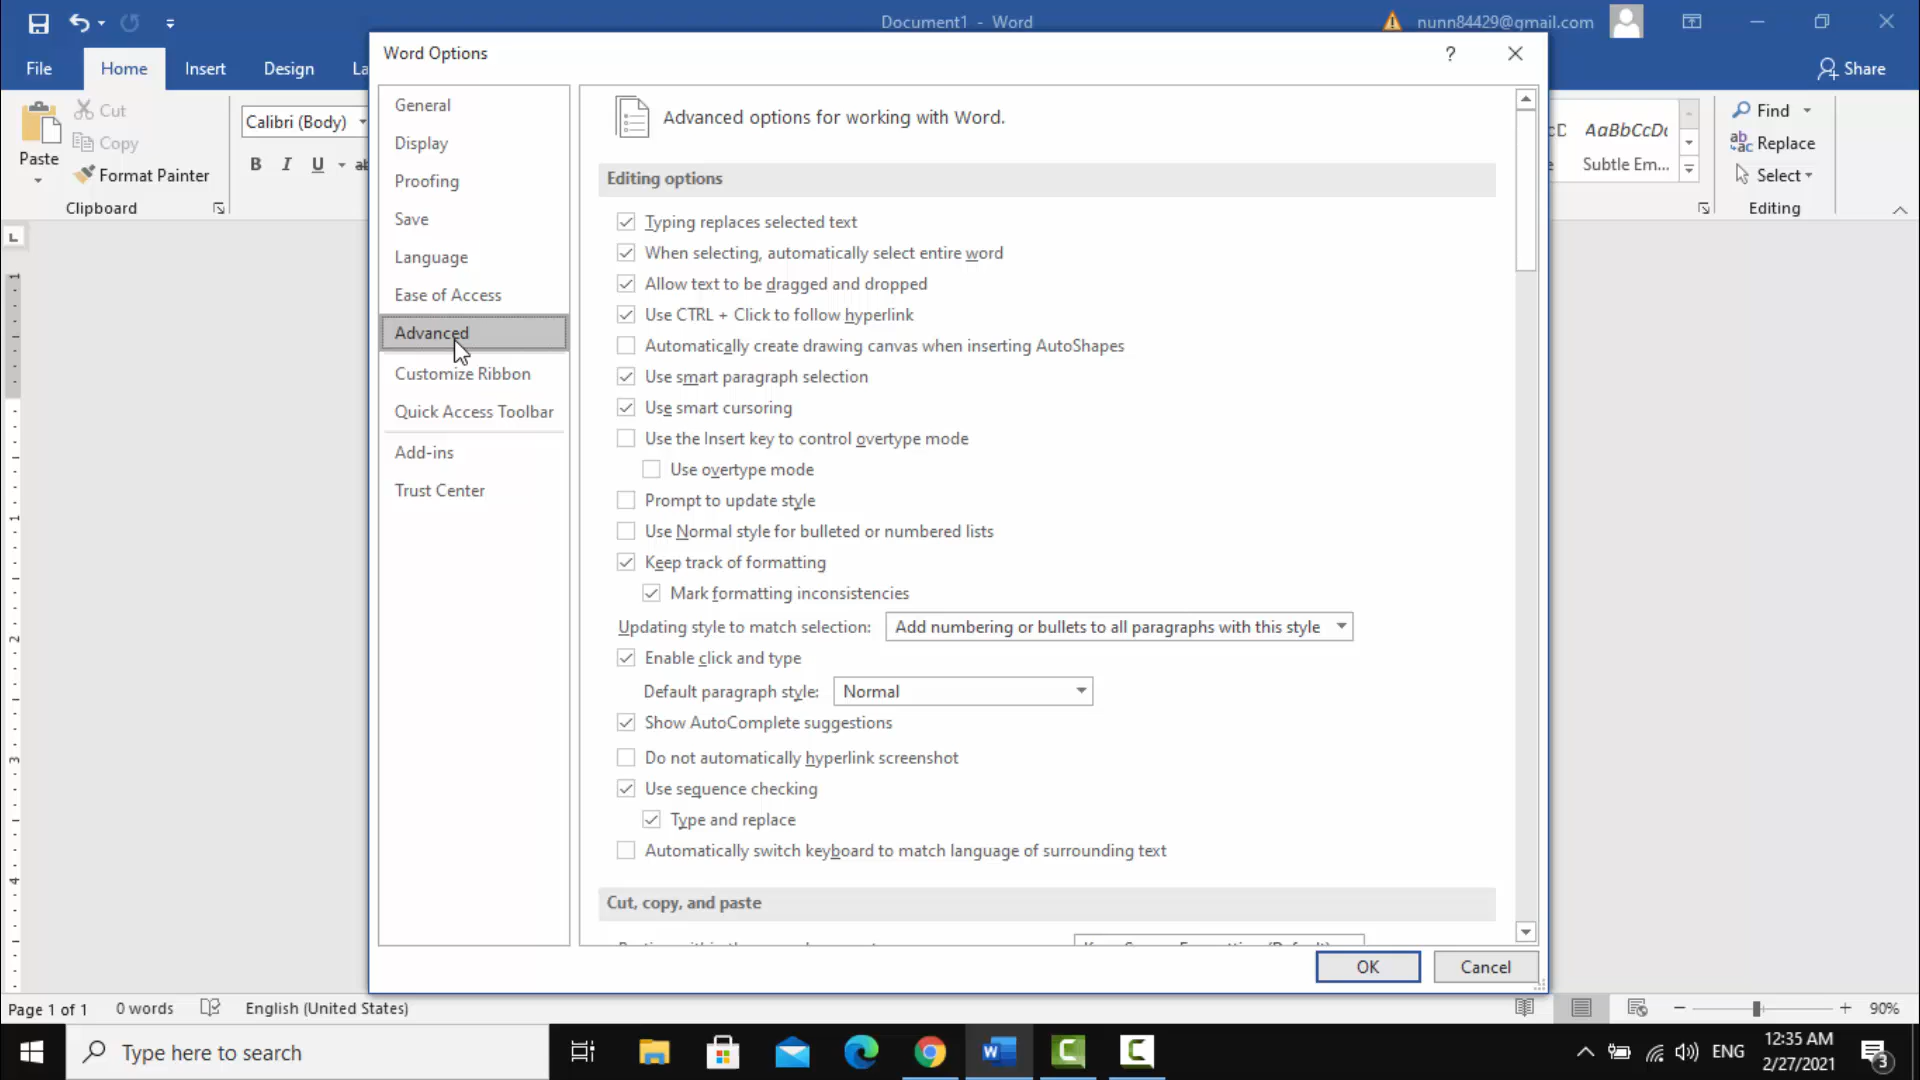 Document1 - Word
nunn84429@gmail.com
Word Options
?
File
Home
Insert
Design
La
Share
Cut
Copy
Paste
Format Painter
Clipboard
Calibri (Body)
B I U ab
General
Display
Proofing
Save
Language
Ease of Access
Advanced
Customize Ribbon
Quick Access Toolbar
Add-ins
Trust Center
Advanced options for working with Word.
Editing options
Typing replaces selected text
When selecting, automatically select entire word
Allow text to be dragged and dropped
Use CTRL + Click to follow hyperlink
Automatically create drawing canvas when inserting AutoShapes
Use smart paragraph selection
Use smart cursoring
Use the Insert key to control overtype mode
Use overtype mode
Prompt to update style
Use Normal style for bulleted or numbered lists
Keep track of formatting
Mark formatting inconsistencies
Updating style to match selection: Add numbering or bullets to all paragraphs with this style
Enable click and type
Default paragraph style: Normal
Show AutoComplete suggestions
Do not automatically hyperlink screenshot
Use sequence checking
Type and replace
Automatically switch keyboard to match language of surrounding text
Cut, copy, and paste
OK
Cancel
AaBbCcDc
Subtle Em...
Find
Replace
Select
Editing
1
1
2
3
4
Page 1 of 1
0 words
English (United States)
90%
Type here to search
ENG
12:35 AM
2/27/2021
3